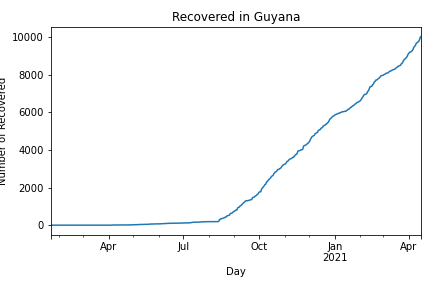 Recovered in Guyana
Number of Recovered
10000
8000
6000
4000
2000
0
Apr
Jul
Oct
Jan
2021
Apr
Day